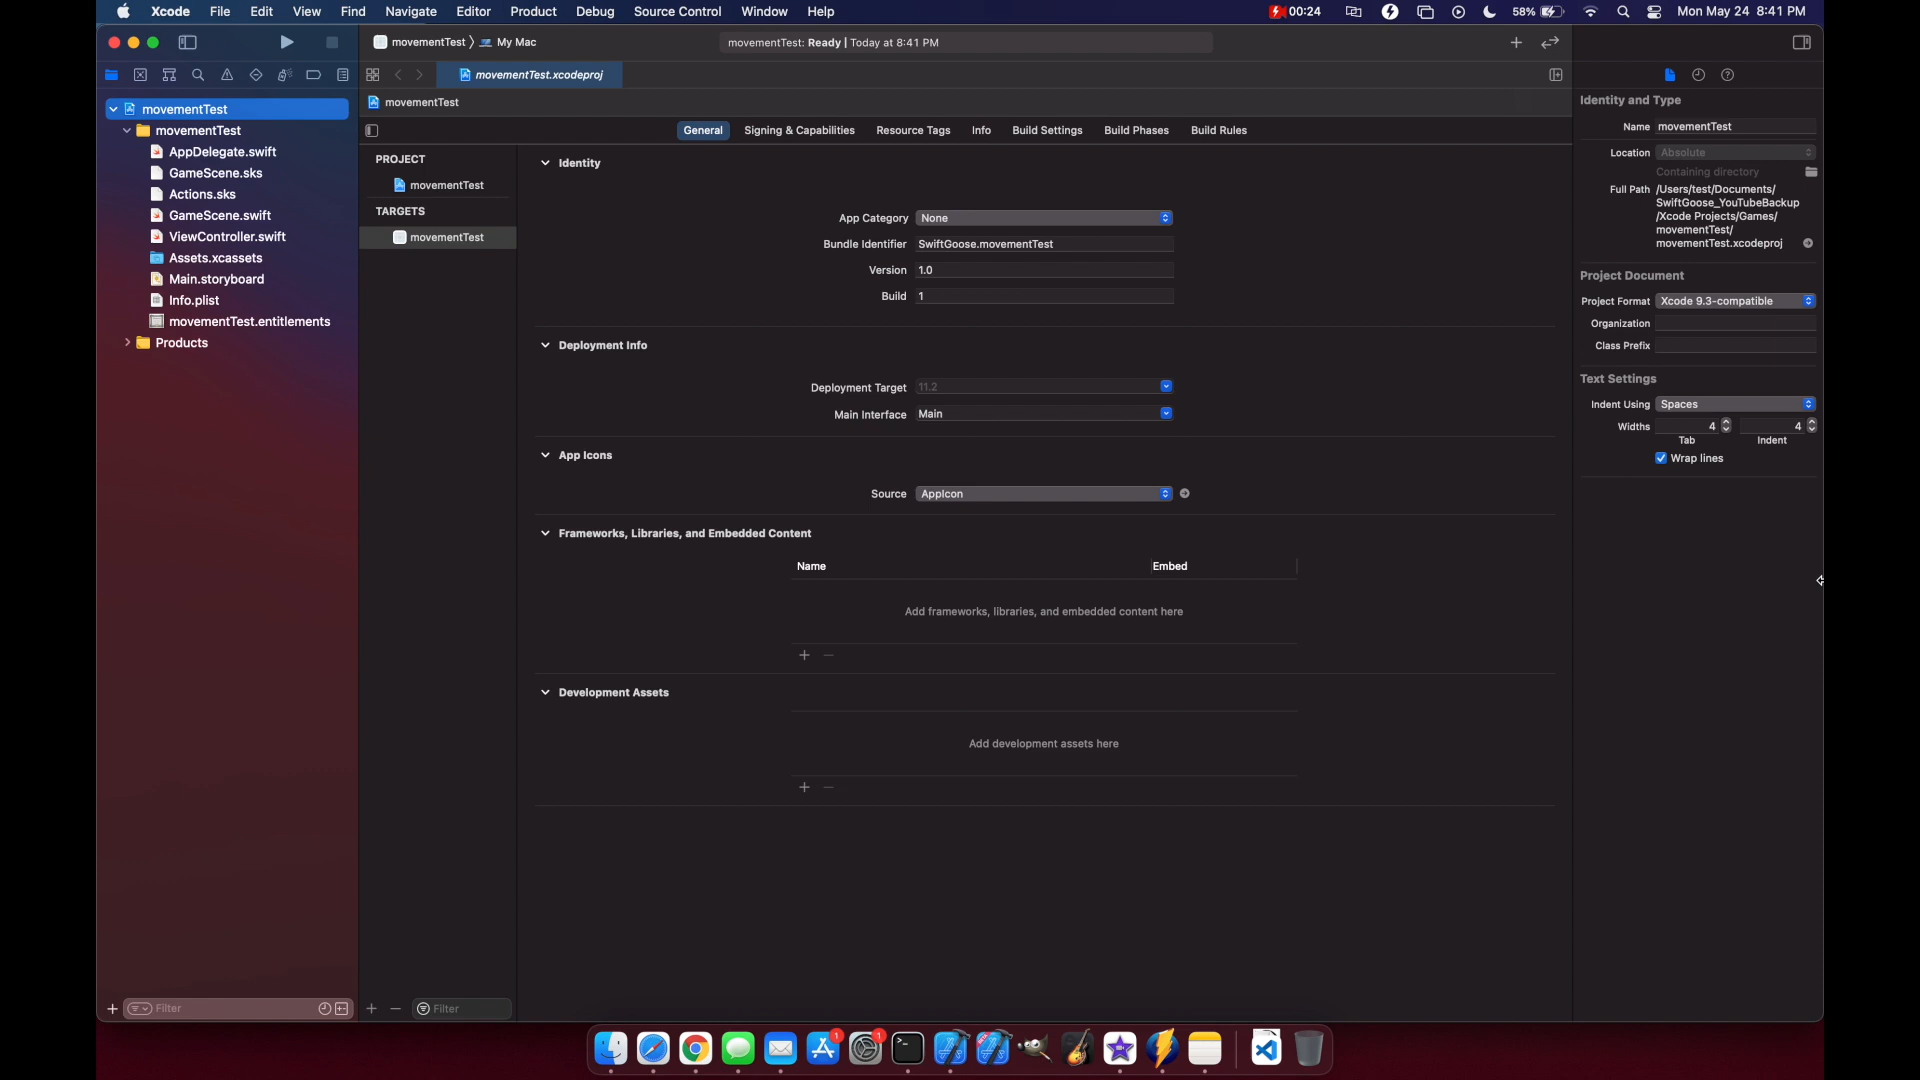 Xcode File Edit View Find Navigate Editor Product Debug Source Control Window Help 00:24 58% Mon May 24 8:41 PM
movementTest My Mac movementTest: Ready | Today at 8:41 PM
movementTest.xcodeproj
movementTest
movementTest
movementTest
AppDelegate.swift
GameScene.sks
Actions.sks
GameScene.swift
ViewController.swift
Assets.xcassets
Main.storyboard
Info.plist
movementTest.entitlements
Products
Filter
General Signing & Capabilities Resource Tags Info Build Settings Build Phases Build Rules
PROJECT
movementTest
TARGETS
movementTest
Filter
Identity
App Category None
Bundle Identifier SwiftGoose.movementTest
Version 1.0
Build 1
Deployment Info
Deployment Target 11.2
Main Interface Main
App Icons
Source AppIcon
Frameworks, Libraries, and Embedded Content
Name Embed
Add frameworks, libraries, and embedded content here
Development Assets
Add development assets here
Identity and Type
Name movementTest
Location Absolute
Containing directory
Full Path /Users/test/Documents/
SwiftGoose_YouTubeBackup
/Xcode Projects/Games/
movementTest/
movementTest.xcodeproj
Project Document
Project Format Xcode 9.3-compatible
Organization
Class Prefix
Text Settings
Indent Using Spaces
Widths 4 4
Tab Indent
Wrap lines
1 1